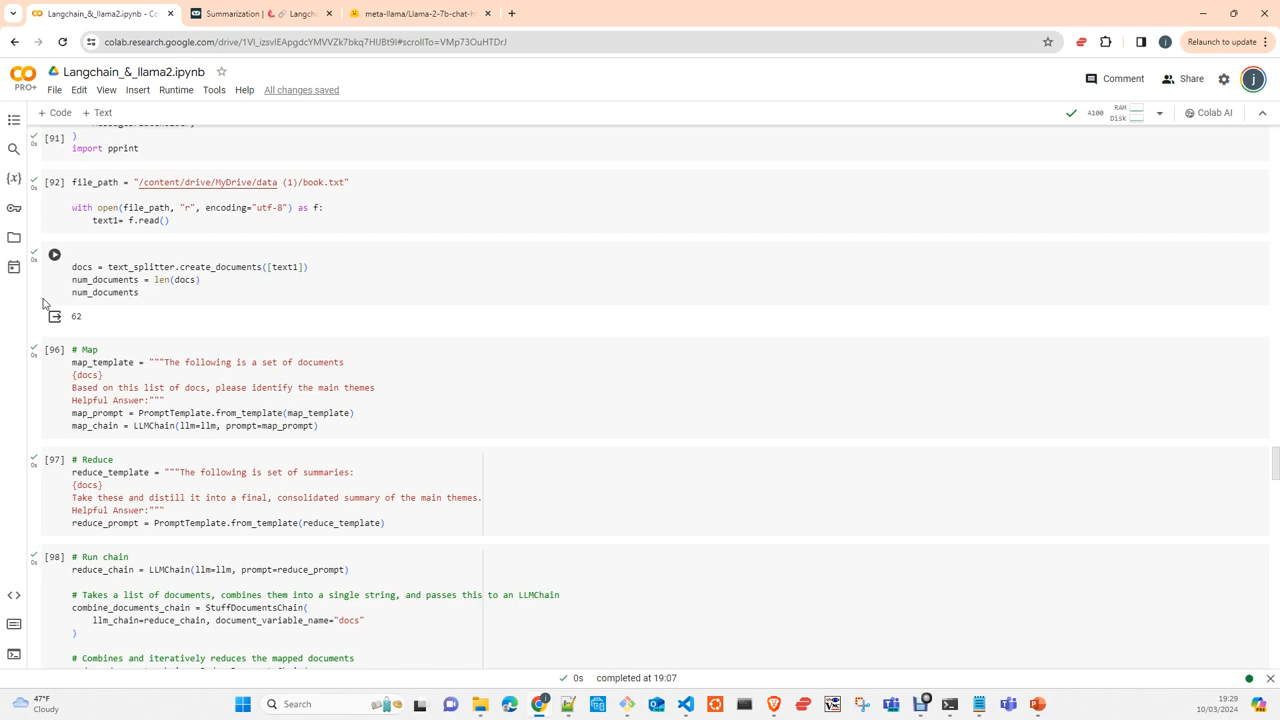 Langchain_&_llama2.ipynb - Co
Summarization | Langch
meta-llama/Llama-2-7b-chat-h
colab.research.google.com/drive/1Vl_izsvlEApgdcYMVVZk7bkq7HlJBt9I#scrollTo=VMp73OuHTDrJ
Relaunch to update
PRO+
Langchain_&_llama2.ipynb
File Edit View Insert Runtime Tools Help All changes saved
Comment Share j
+ Code + Text
A100 RAM Disk Colab AI
[91] )
0s
import pprint
[92] file_path = "/content/drive/MyDrive/data (1)/book.txt"
0s
with open(file_path, "r", encoding="utf-8") as f:
text1= f.read()
0s
docs = text_splitter.create_documents([text1])
num_documents = len(docs)
num_documents
62
[96] # Map
0s
map_template = """The following is a set of documents
{docs}
Based on this list of docs, please identify the main themes
Helpful Answer:"""
map_prompt = PromptTemplate.from_template(map_template)
map_chain = LLMChain(llm=llm, prompt=map_prompt)
[97] # Reduce
0s
reduce_template = """The following is set of summaries:
{docs}
Take these and distill it into a final, consolidated summary of the main themes.
Helpful Answer:"""
reduce_prompt = PromptTemplate.from_template(reduce_template)
[98] # Run chain
0s
reduce_chain = LLMChain(llm=llm, prompt=reduce_prompt)
# Takes a list of documents, combines them into a single string, and passes this to an LLMChain
combine_documents_chain = StuffDocumentsChain(
llm_chain=reduce_chain, document_variable_name="docs"
)
# Combines and iteratively reduces the mapped documents
0s completed at 19:07
47°F
Cloudy
Search
19:29
10/03/2024